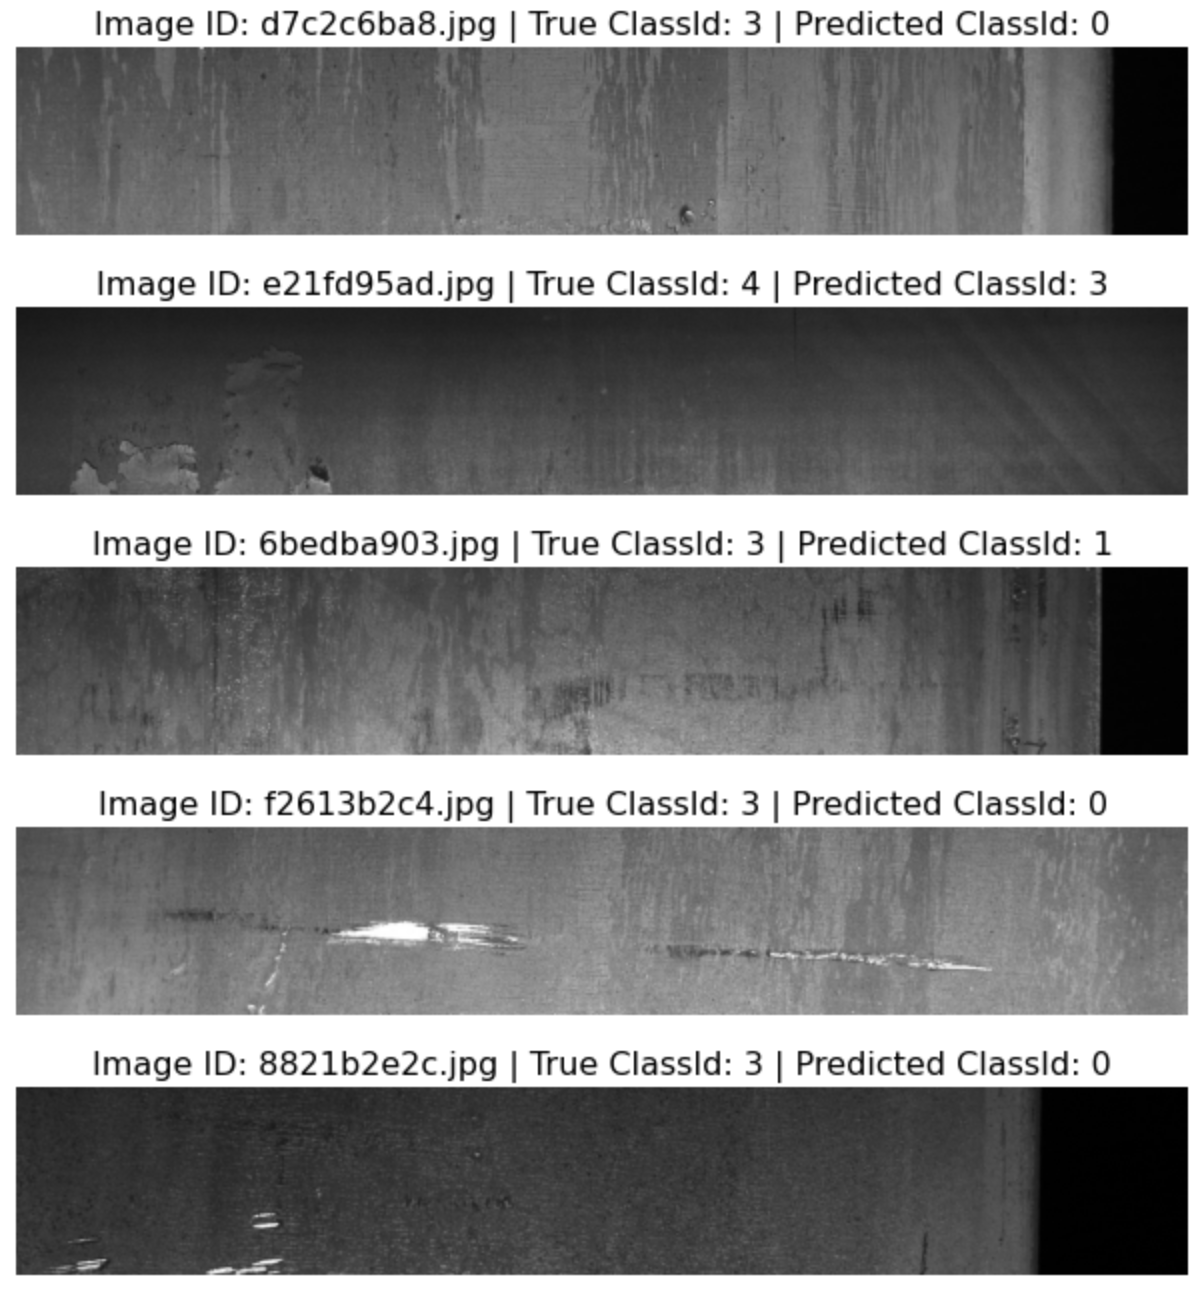 Image ID: d7c2c6ba8.jpg | True ClassId: 3 | Predicted ClassId: 0
Image ID: e21fd95ad.jpg | True ClassId: 4 | Predicted ClassId: 3
Image ID: 6bedba903.jpg | True ClassId: 3 | Predicted ClassId: 1
Image ID: f2613b2c4.jpg | True ClassId: 3 | Predicted ClassId: 0
Image ID: 8821b2e2c.jpg | True ClassId: 3 | Predicted ClassId: 0